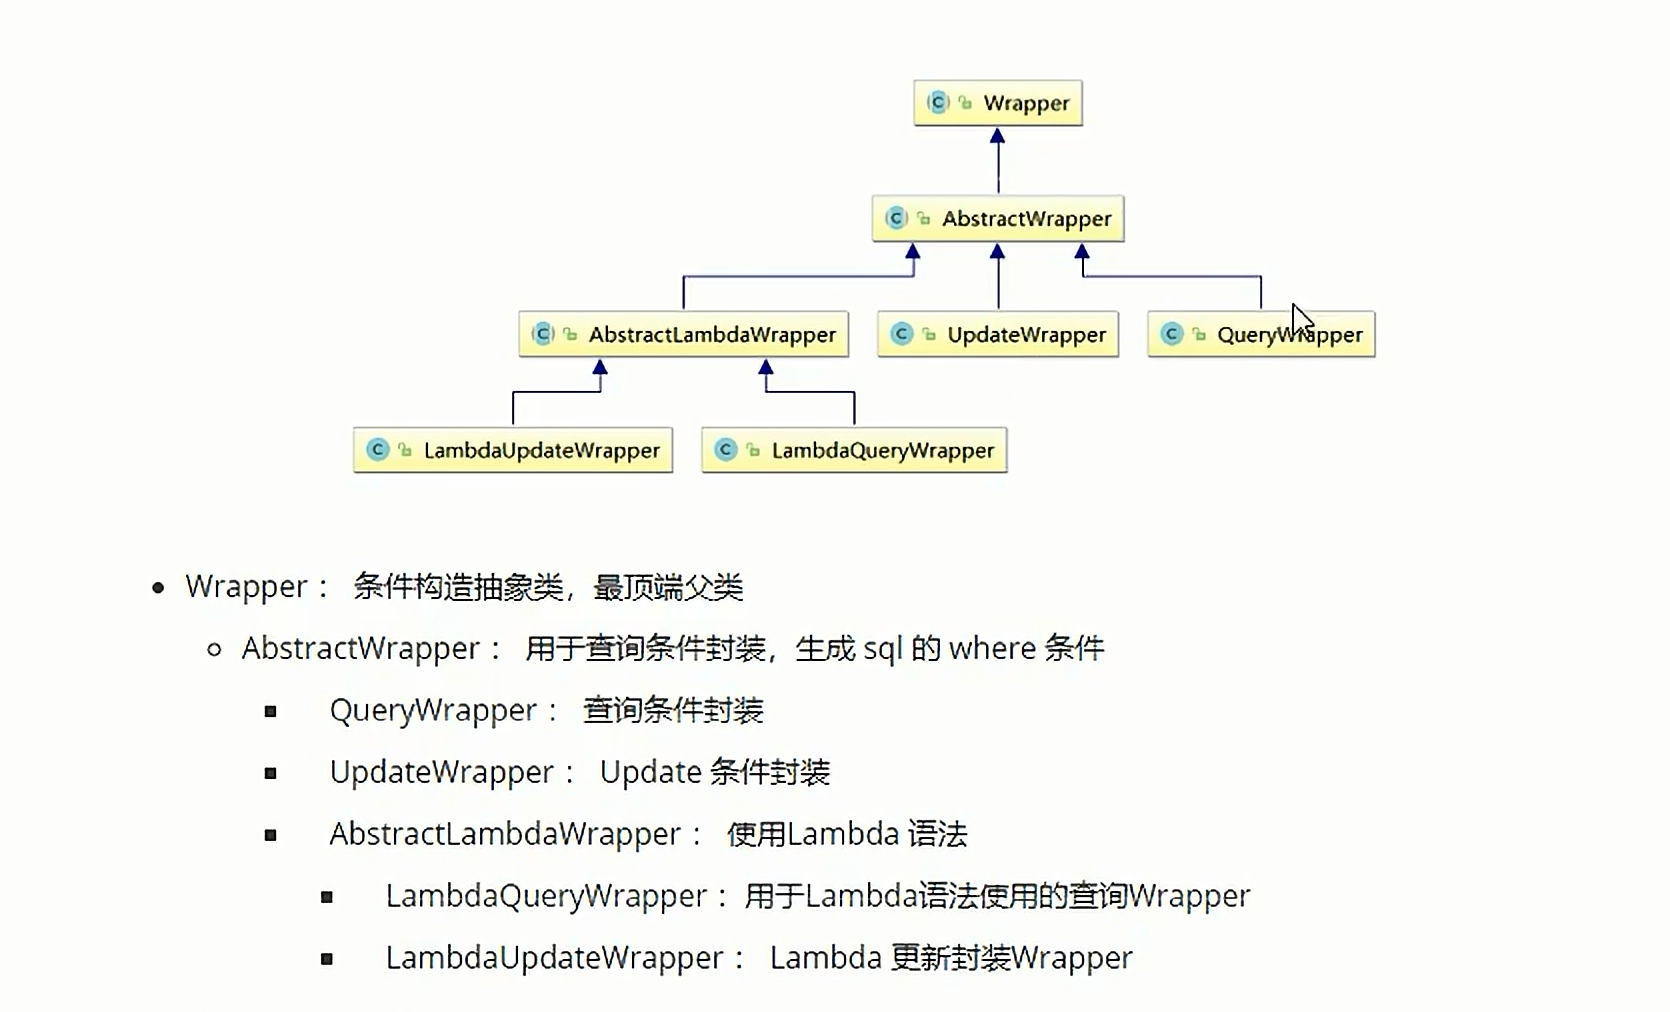 Wrapper
AbstractWrapper
AbstractLambdaWrapper UpdateWrapper QueryWrapper
LambdaUpdateWrapper LambdaQueryWrapper
Wrapper： 条件构造抽象类，最顶端父类
AbstractWrapper： 用于查询条件封装，生成 sql 的 where 条件
QueryWrapper： 查询条件封装
UpdateWrapper： Update 条件封装
AbstractLambdaWrapper： 使用Lambda 语法
LambdaQueryWrapper：用于Lambda语法使用的查询Wrapper
LambdaUpdateWrapper： Lambda 更新封装Wrapper